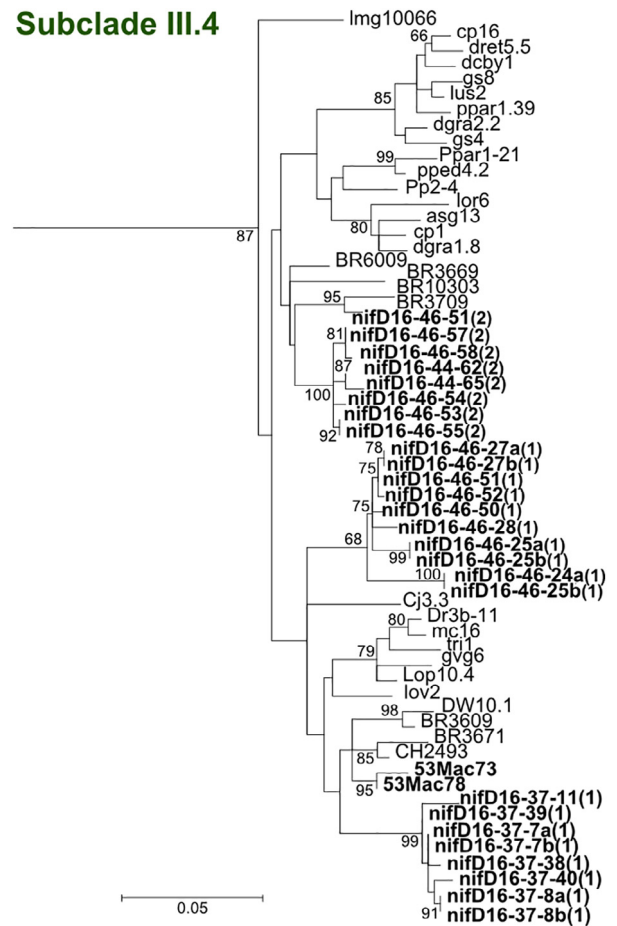 Subclade III.4
lmg10066
cp16
66
dret5.5
dcby1
gs8
lus2
85
ppar1.39
dgra2.2
gs4
99
Ppar1-21
pped4.2
Pp2-4
lor6
asg13
80
cp1
87
dgra1.8
BR6009
BR3669
BR10303
95
BR3709
nifD16-46-51(2)
81
nifD16-46-57(2)
nifD16-46-58(2)
87
nifD16-44-62(2)
nifD16-44-65(2)
100
nifD16-46-54(2)
nifD16-46-53(2)
92
nifD16-46-55(2)
78
nifD16-46-27a(1)
75
nifD16-46-27b(1)
nifD16-46-51(1)
nifD16-46-52(1)
75
nifD16-46-50(1)
nifD16-46-28(1)
68
nifD16-46-25a(1)
99
nifD16-46-25b(1)
100
nifD16-46-24a(1)
nifD16-46-25b(1)
Cj3.3
80
Dr3b-11
mc16
tri1
79
gvg6
Lop10.4
lov2
98
DW10.1
BR3609
BR3671
85
CH2493
53Mac73
95
53Mac78
nifD16-37-11(1)
nifD16-37-39(1)
nifD16-37-7a(1)
99
nifD16-37-7b(1)
nifD16-37-38(1)
nifD16-37-40(1)
nifD16-37-8a(1)
91
nifD16-37-8b(1)
0.05